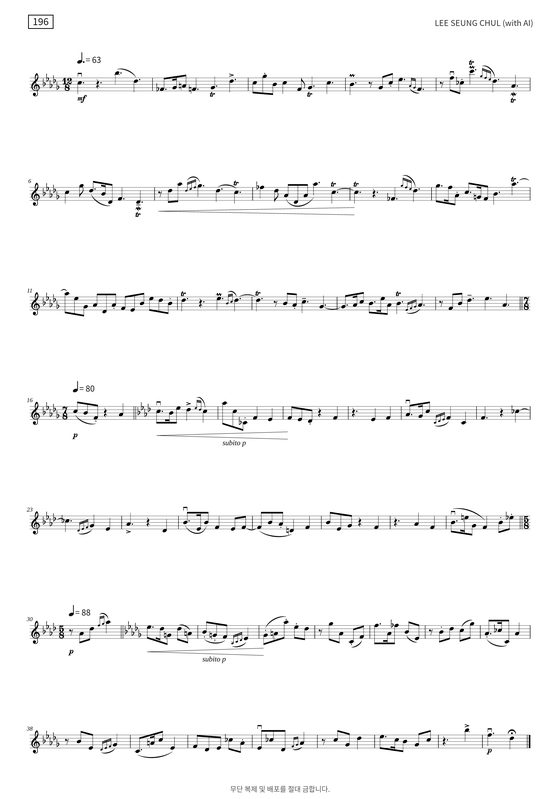 196
LEE SEUNG CHUL (with AI)
= 63
mf
6
11
16
= 80
p
subito p
23
30
= 88
p
subito p
38
p
무단 복제 및 배포를 절대 금합니다.